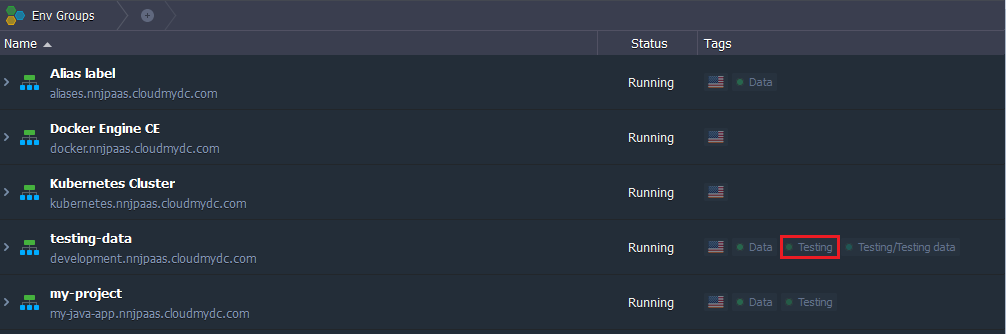 Env Groups
Name Status Tags
Alias label
aliases.nnjpaas.cloudmydc.com
Running Data
Docker Engine CE
docker.nnjpaas.cloudmydc.com
Running
Kubernetes Cluster
kubernetes.nnjpaas.cloudmydc.com
Running
testing-data
development.nnjpaas.cloudmydc.com
Running Data Testing Testing/Testing data
my-project
my-java-app.nnjpaas.cloudmydc.com
Running Data Testing